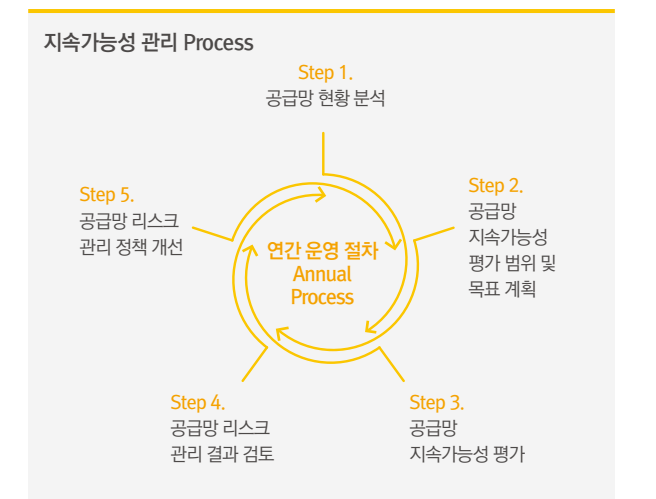 지속가능성 관리 Process
Step 1.
공급망 현황 분석
Step 2.
공급망
지속가능성
평가 범위 및
목표 계획
Step 3.
공급망
지속가능성 평가
Step 4.
공급망 리스크
관리 결과 검토
Step 5.
공급망 리스크
관리 정책 개선
연간 운영 절차
Annual
Process